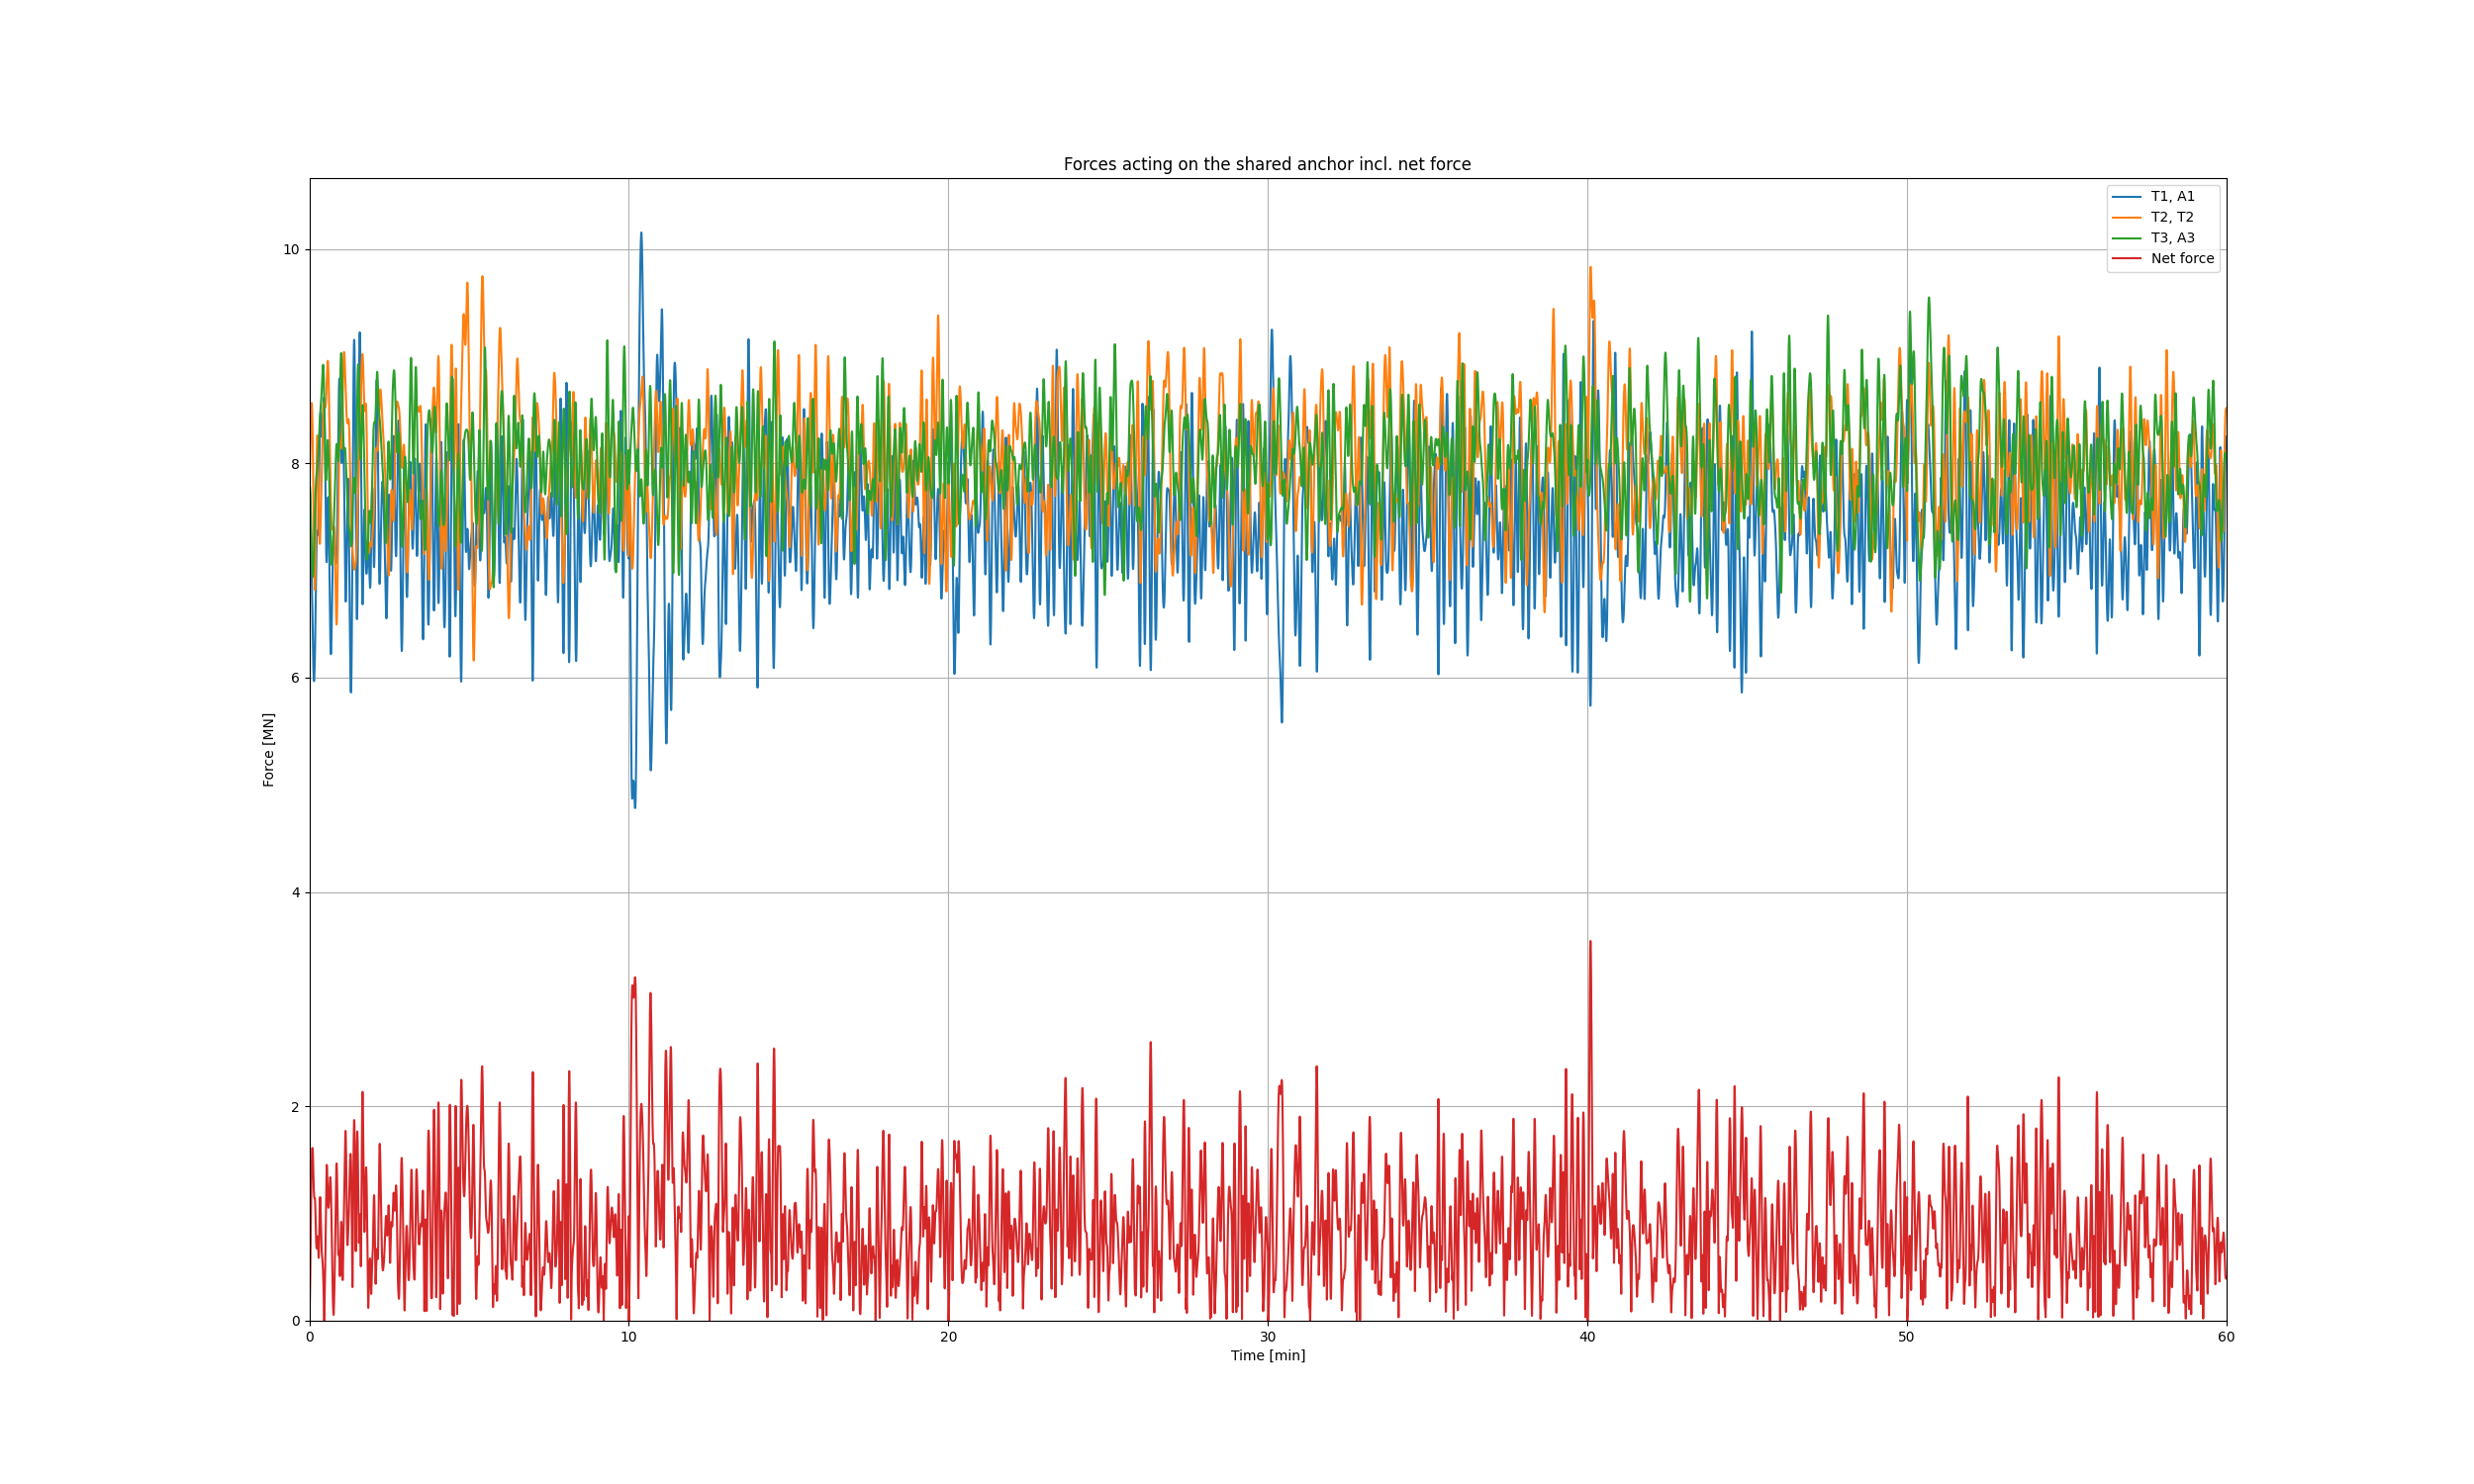 Forces acting on the shared anchor incl. net force
T1, A1
T2, T2
T3, A3
Net force
10
8
6
4
2
0
Force [MN]
0 10 20 30 40 50 60
Time [min]